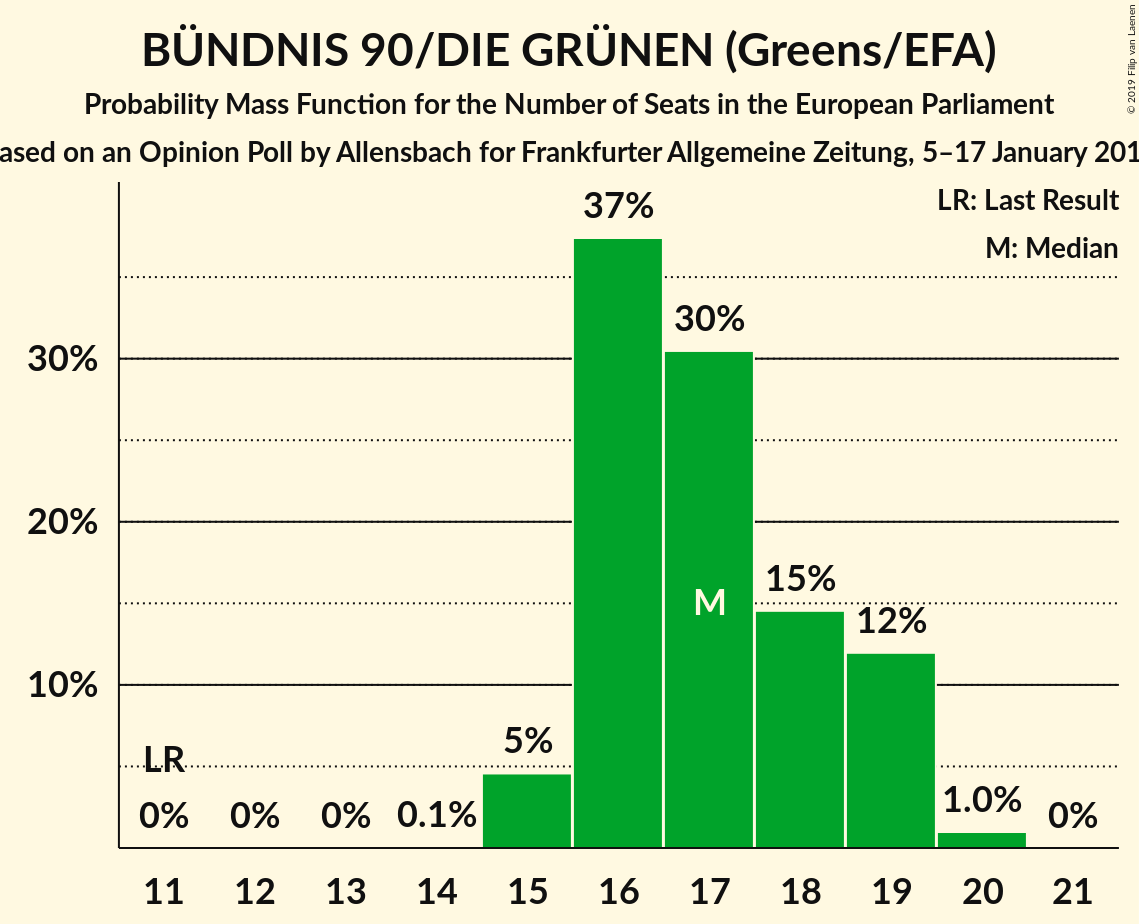 BÜNDNIS 90/DIE GRÜNEN (Greens/EFA)
Probability Mass Function for the Number of Seats in the European Parliament
ased on an Opinion Poll by Allensbach for Frankfurter Allgemeine Zeitung, 5–17 January 201
© 2019 Filip van Laenen
LR: Last Result
M: Median
37%
30%
30%
20%
15%
12%
M
10%
5%
LR
0%
0%
0%
0.1%
1.0%
0%
11 12 13 14 15 16 17 18 19 20 21